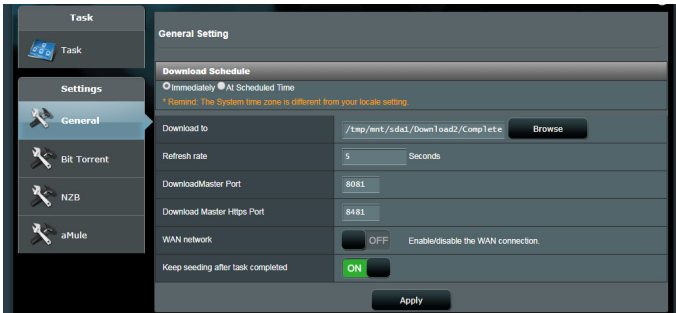 Task
Task
Settings
General
Bit Torrent
NZB
aMule
General Setting
Download Schedule
Immediately At Scheduled Time
* Remind: The System time zone is different from your locale setting.
Download to /tmp/mnt/sda1/Download2/Complete Browse
Refresh rate 5 Seconds
DownloadMaster Port 8081
Download Master Https Port 8481
WAN network OFF Enable/disable the WAN connection.
Keep seeding after task completed ON
Apply